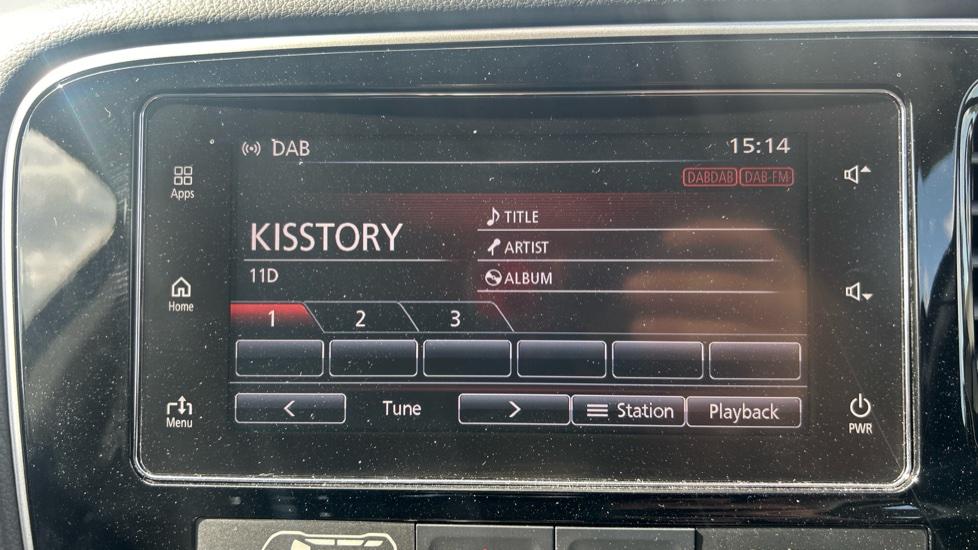 DAB 15:14
DABDAB DAB-FM
Apps
KISSTORY
TITLE
ARTIST
11D
ALBUM
Home
1 2 3
Menu
< Tune > Station Playback
PWR